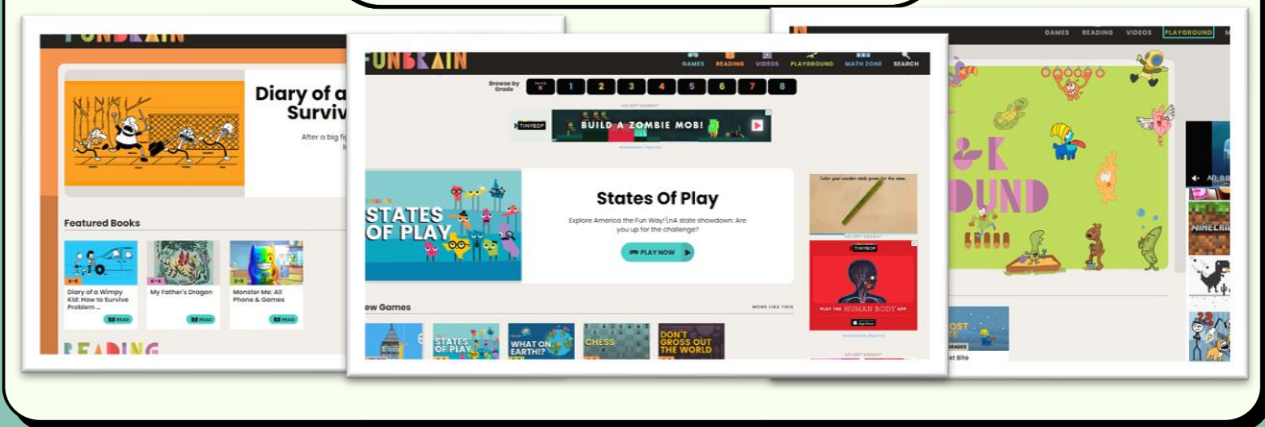 Diary of a
Surviv
After a big fig
Featured Books
Diary of a Wimpy
Kid: How to Survive
Problem ...
READ
My Father's Dragon
READ
Monster Me: All
Phone & Games
READ
READING
FUNBRAIN
GAMES
READING
VIDEOS
PLAYGROUND
MATH ZONE
SEARCH
Browse by
Grade
K
1
2
3
4
5
6
7
8
ADVERTISEMENT
TINYBOP
BUILD A ZOMBIE MOB!
STATES
OF PLAY
States Of Play
Explore America the Fun Way!\nA state showdown: Are
you up for the challenge?
PLAY NOW
Color your wooden stick green for the stem.
ADVERTISEMENT
TINYBOP
PLAY THE HUMAN BODY APP
ADVERTISEMENT
ew Games
MORE LIKE THIS
STATES
OF PLAY
WHAT ON
EARTH!?
CHESS
DON'T
GROSS OUT
THE WORLD
GAMES
READING
VIDEOS
PLAYGROUND
M
& K
OUND
AD
MINECR
OST
GRADES
st Bite